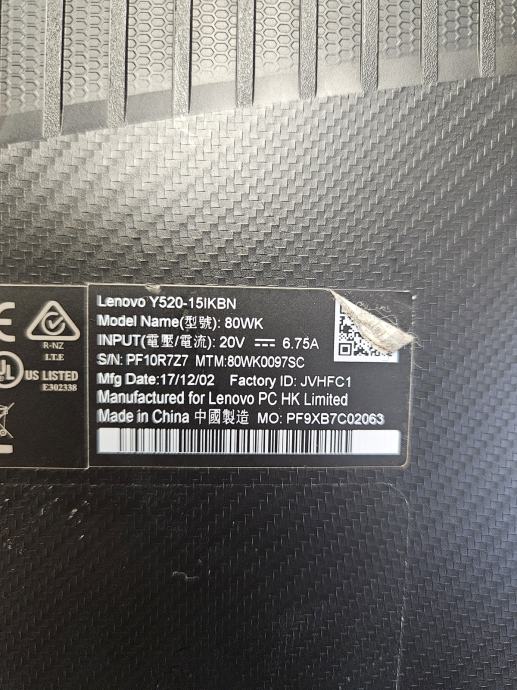 R-NZ
I.T.E
US LISTED
E302338
Lenovo Y520-15IKBN
Model Name(型號): 80WK
INPUT(電壓/電流): 20V ⎓ 6.75A
S/N: PF10R7Z7 MTM:80WK0097SC
Mfg Date:17/12/02 Factory ID: JVHFC1
Manufactured for Lenovo PC HK Limited
Made in China 中國製造 MO: PF9XB7C02063